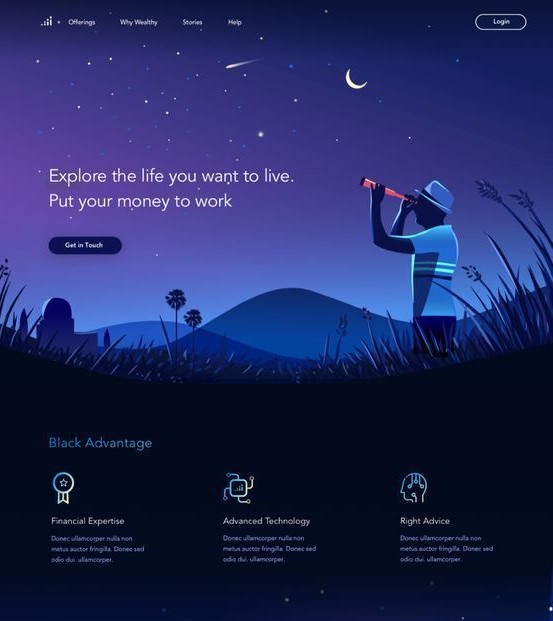 Offerings Why Wealthy Stories Help Login
Explore the life you want to live.
Put your money to work
Get in Touch
Black Advantage
Financial Expertise
Donec ullamcorper nulla non
metus auctor fringilla. Donec sed
odio dui. ullamcorper.
Advanced Technology
Donec ullamcorper nulla non
metus auctor fringilla. Donec sed
odio dui. ullamcorper.
Right Advice
Donec ullamcorper nulla non
metus auctor fringilla. Donec sed
odio dui. ullamcorper.